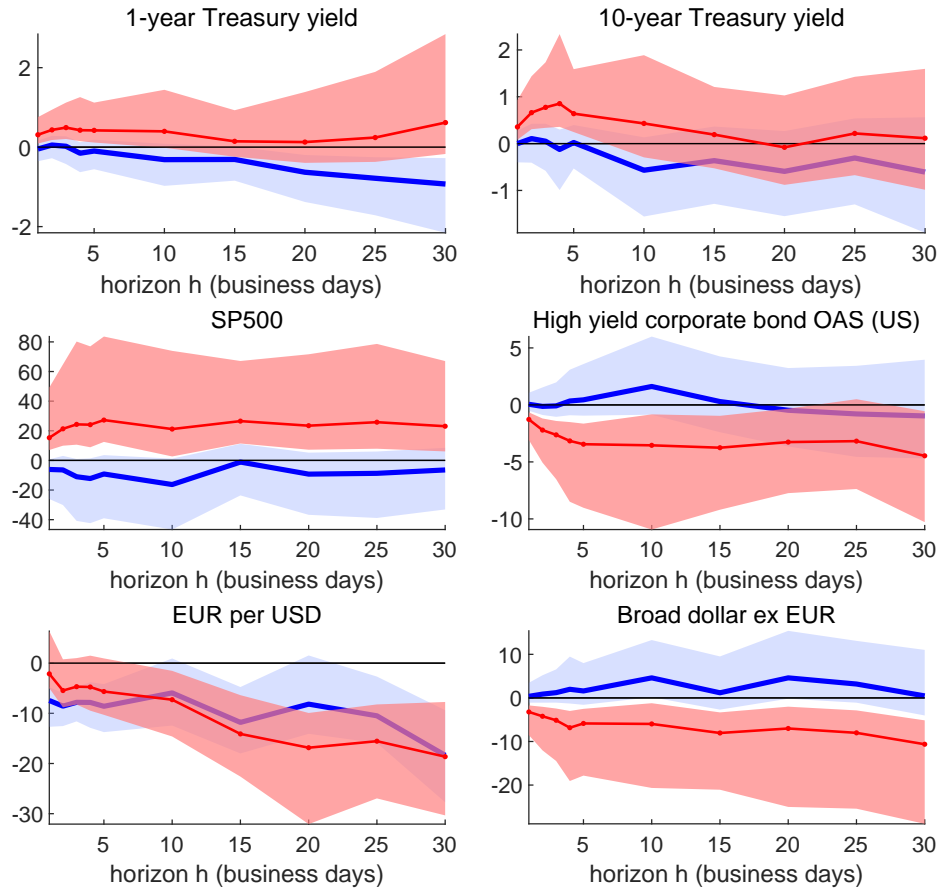 1-year Treasury yield
2
0
-2
5 10 15 20 25 30
horizon h (business days)
10-year Treasury yield
2
1
0
-1
5 10 15 20 25 30
horizon h (business days)
SP500
80
60
40
20
0
-20
-40
5 10 15 20 25 30
horizon h (business days)
High yield corporate bond OAS (US)
5
0
-5
-10
5 10 15 20 25 30
horizon h (business days)
EUR per USD
0
-10
-20
-30
5 10 15 20 25 30
horizon h (business days)
Broad dollar ex EUR
10
0
-10
-20
5 10 15 20 25 30
horizon h (business days)